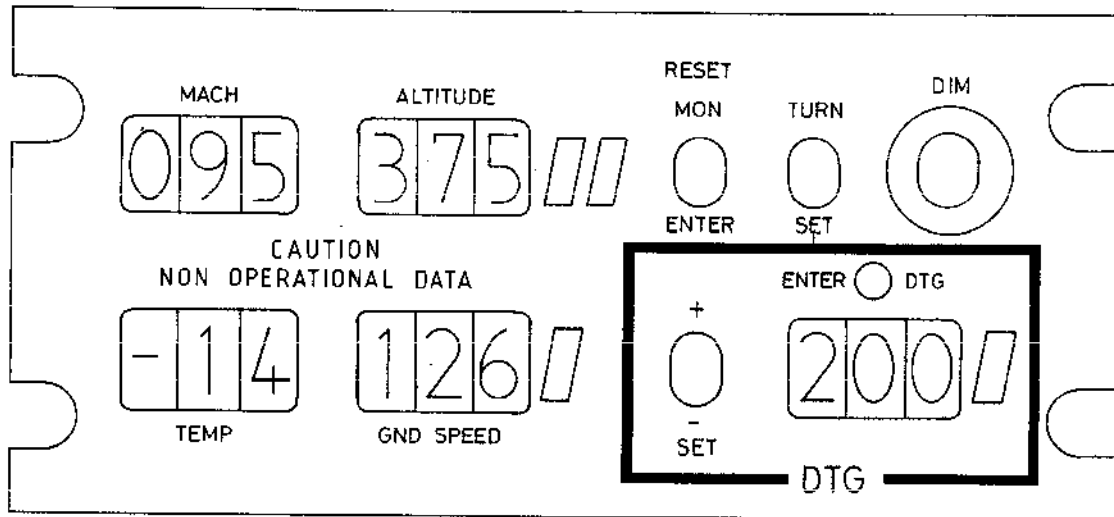 RESET
MACH ALTITUDE MON TURN DIM
095 375
ENTER SET
CAUTION
NON OPERATIONAL DATA
ENTER DTG
+
-14 126 200
-
TEMP GND SPEED SET
DTG